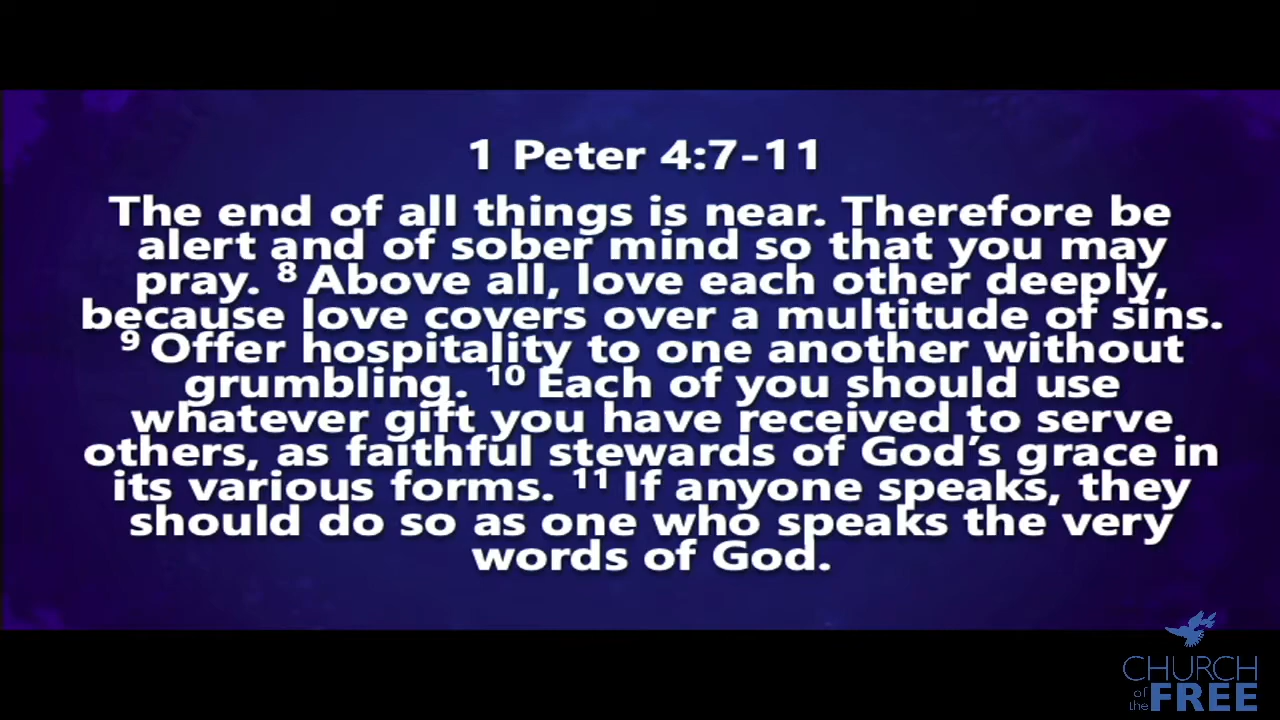 1 Peter 4:7-11
The end of all things is near. Therefore be
alert and of sober mind so that you may
pray. ⁸ Above all, love each other deeply,
because love covers over a multitude of sins.
⁹ Offer hospitality to one another without
grumbling. ¹⁰ Each of you should use
whatever gift you have received to serve
others, as faithful stewards of God’s grace in
its various forms. ¹¹ If anyone speaks, they
should do so as one who speaks the very
words of God.
CHURCH
of the FREE